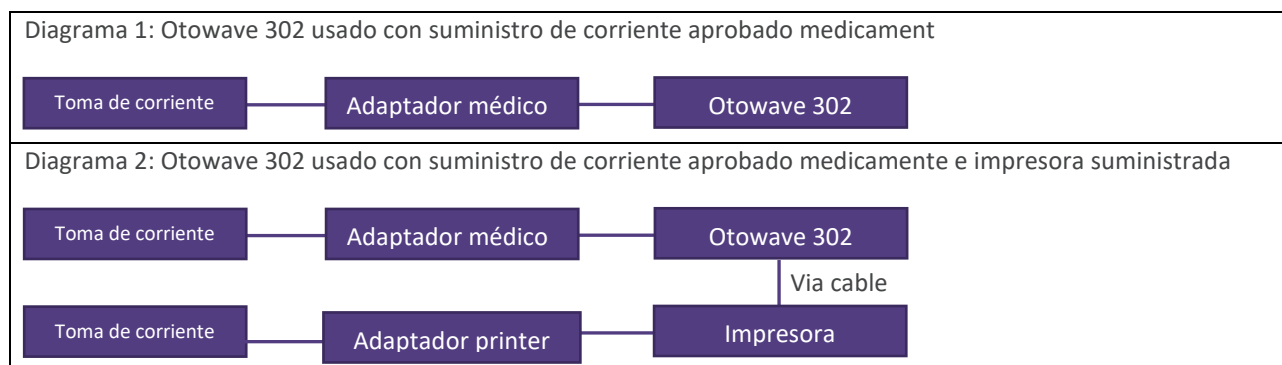 Diagrama 1: Otowave 302 usado con suministro de corriente aprobado medicament
Toma de corriente
Adaptador médico
Otowave 302
Diagrama 2: Otowave 302 usado con suministro de corriente aprobado medicamente e impresora suministrada
Toma de corriente
Adaptador médico
Otowave 302
Via cable
Toma de corriente
Adaptador printer
Impresora